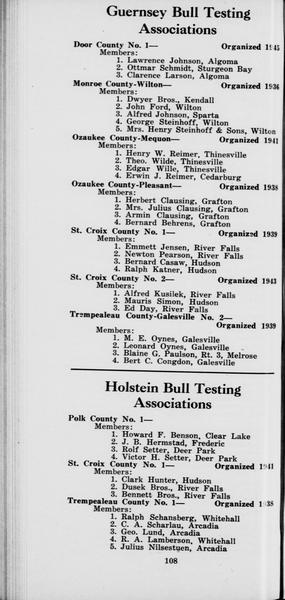 Guernsey Bull Testing
Associations
Door County No. 1— Organized 1945
Members:
1. Lawrence Johnson, Algoma
2. Ottmar Schmidt, Sturgeon Bay
3. Clarence Larson, Algoma
Monroe County-Wilton— Organized 1936
Members:
1. Dwyer Bros., Kendall
2. John Ford, Wilton
3. Alfred Johnson, Sparta
4. George Steinhoff, Wilton
5. Mrs. Henry Steinhoff & Sons, Wilton
Ozaukee County-Mequon— Organized 1941
Members:
1. Henry W. Reimer, Thinesville
2. Theo. Wilde, Thinesville
3. Edgar Wille, Thinesville
4. Erwin J. Reimer, Cedarburg
Ozaukee County-Pleasant— Organized 1938
Members:
1. Herbert Clausing, Grafton
2. Mrs. Julius Clausing, Grafton
3. Armin Clausing, Grafton
4. Bernard Behrens, Grafton
St. Croix County No. 1— Organized 1939
Members:
1. Emmett Jensen, River Falls
2. Newton Pearson, River Falls
3. Bernard Casaw, Hudson
4. Ralph Katner, Hudson
St. Croix County No. 2— Organized 1943
Members:
1. Alfred Kusilek, River Falls
2. Mauris Simon, Hudson
3. Ed Day, River Falls
Trempealeau County-Galesville No. 2—
Organized 1939
Members:
1. M. E. Oynes, Galesville
2. Leonard Oynes, Galesville
3. Blaine G. Paulson, Rt. 3, Melrose
4. Bert C. Congdon, Galesville
Holstein Bull Testing
Associations
Polk County No. 1—
Members:
1. Howard F. Benson, Clear Lake
2. J. B. Hermstad, Frederic
3. Rolf Setter, Deer Park
4. Victor H. Setter, Deer Park
St. Croix County No. 1— Organized 1941
Members:
1. Clark Hunter, Hudson
2. Dusek Bros., River Falls
3. Bennett Bros., River Falls
Trempealeau County No. 1— Organized 1938
Members:
1. Ralph Schansberg, Whitehall
2. C. A. Scharlau, Arcadia
3. Geo. Lund, Arcadia
4. R. A. Lamberson, Whitehall
5. Julius Nilsestuen, Arcadia
108